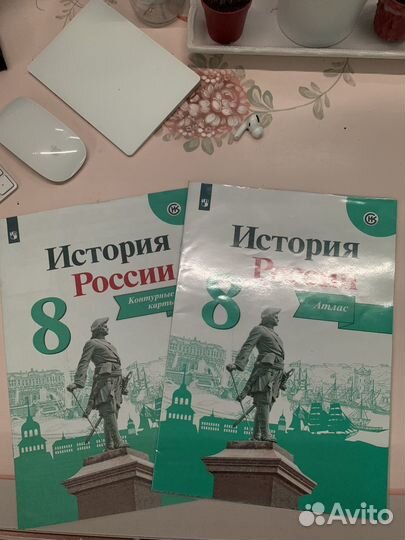 История
России
8
Контурные
карты
История
России
8
Атлас
Avito